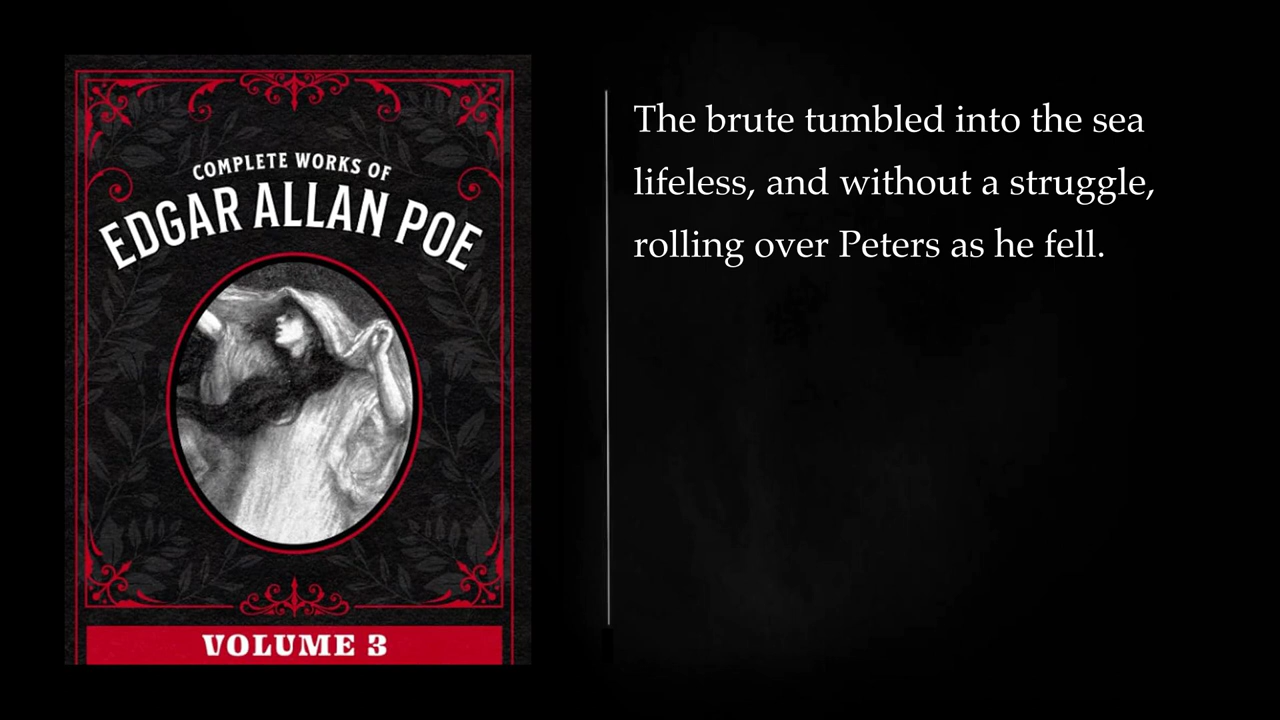 COMPLETE WORKS OF
EDGAR ALLAN POE
VOLUME 3
The brute tumbled into the sea
lifeless, and without a struggle,
rolling over Peters as he fell.